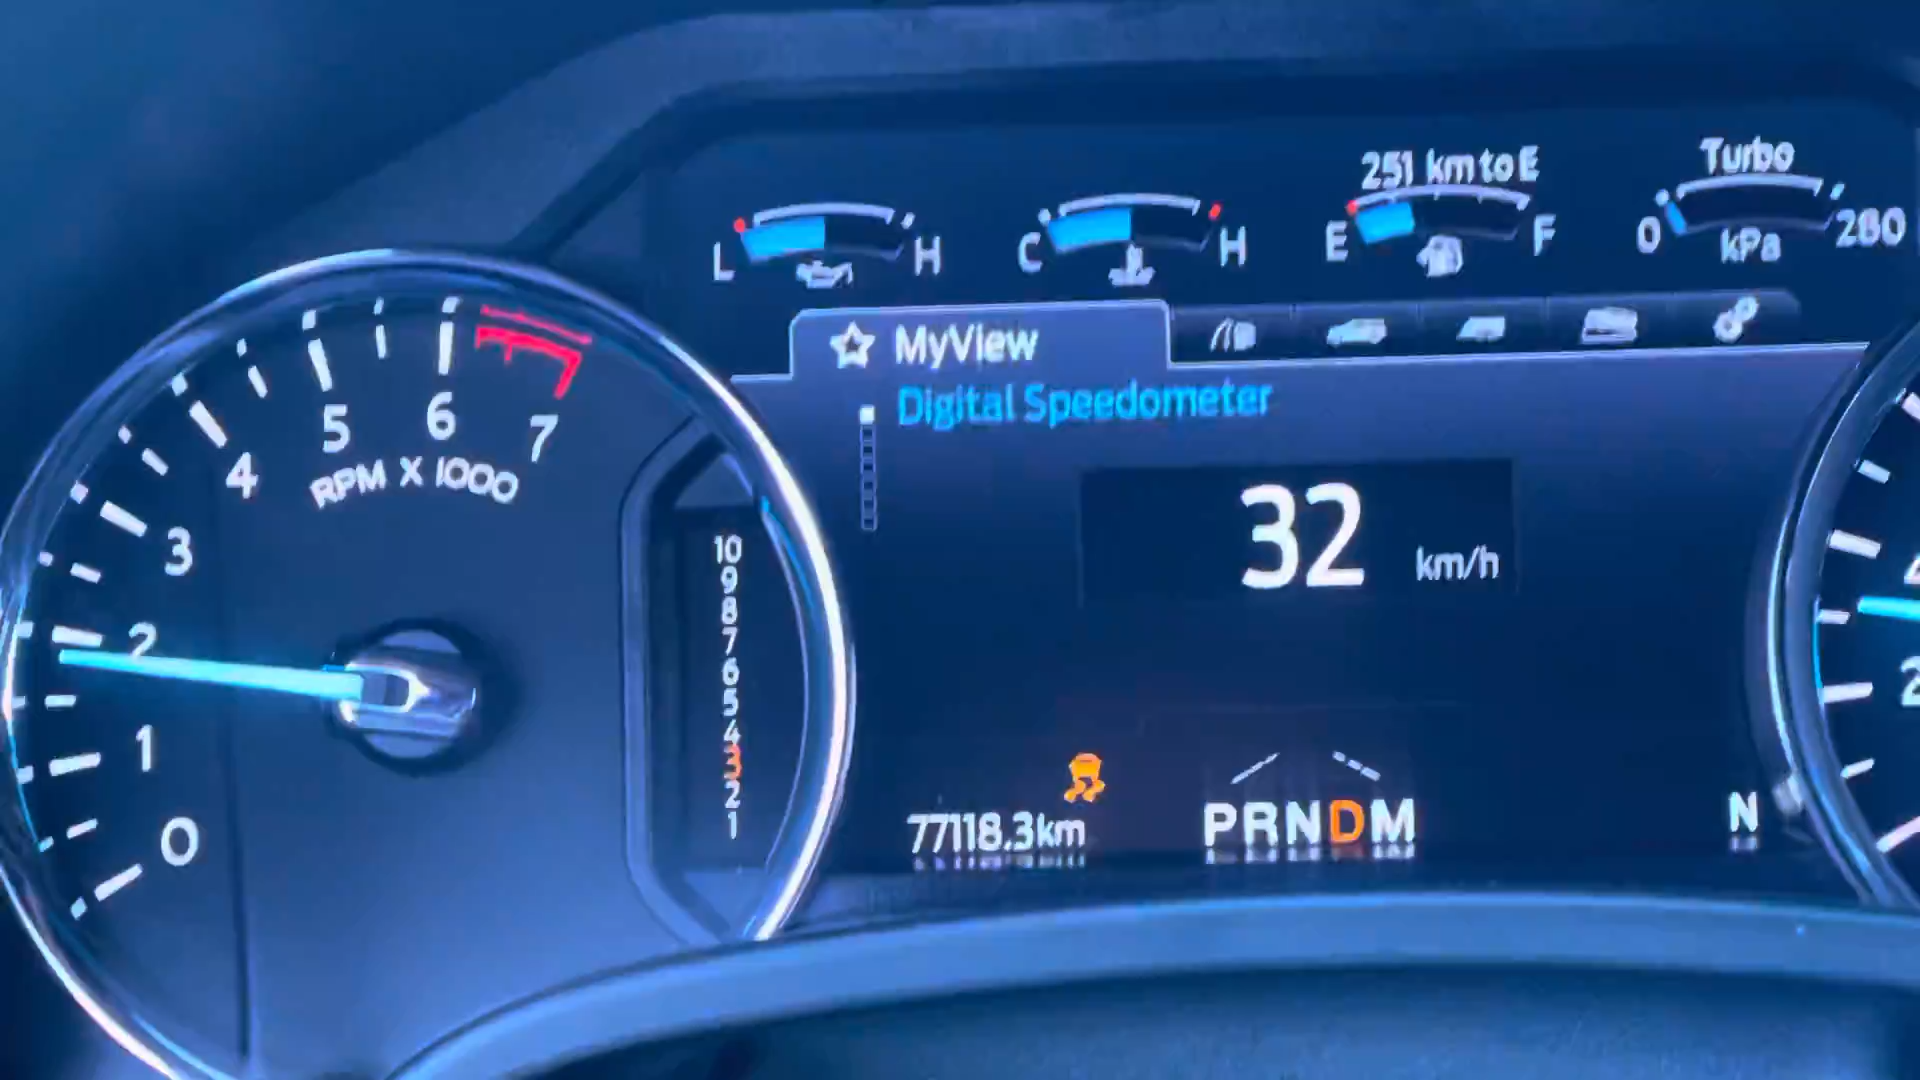 251 km to E
Turbo
L H
C H
E F
0 280
kPa
MyView
Digital Speedometer
32 km/h
7
6
5
4
3
2
1
0
RPM X 1000
10
9
8
7
6
5
4
3
2
1
77118.3km
PRNDM
N